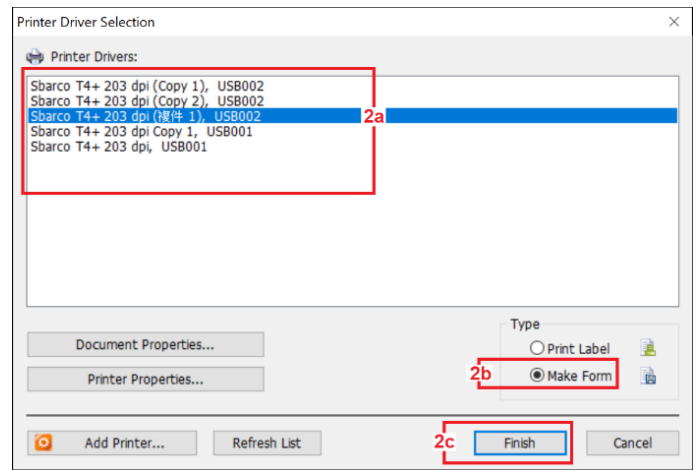 Printer Driver Selection
Printer Drivers:
Sbarco T4+ 203 dpi (Copy 1), USB002
Sbarco T4+ 203 dpi (Copy 2), USB002
Sbarco T4+ 203 dpi (複件 1), USB002
2a
Sbarco T4+ 203 dpi Copy 1, USB001
Sbarco T4+ 203 dpi, USB001
Type
Document Properties...
Print Label
Printer Properties...
2b
Make Form
Add Printer...
Refresh List
2c
Finish
Cancel